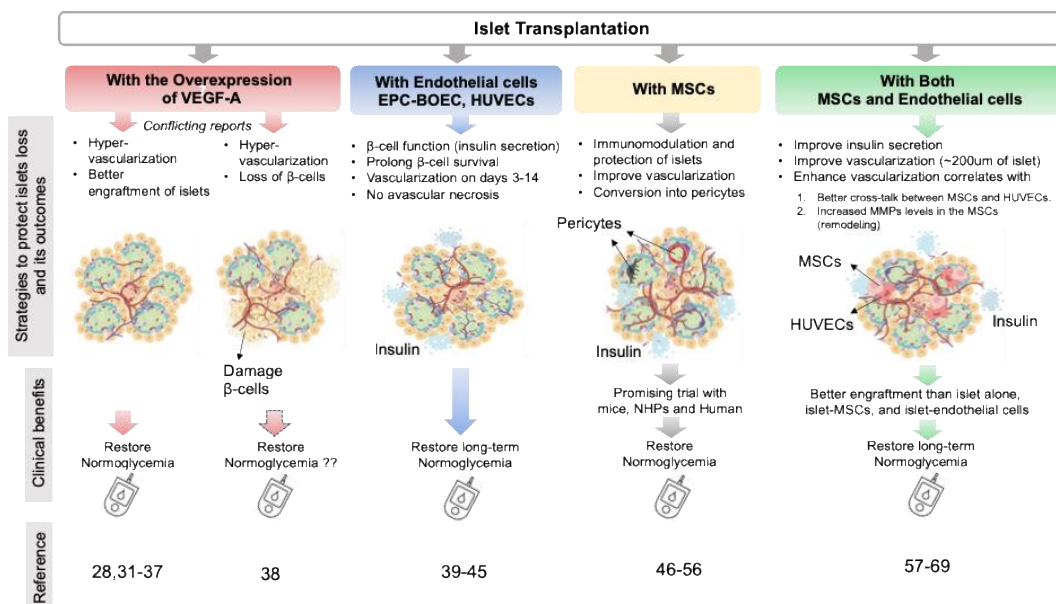 Islet Transplantation
With the Overexpression
of VEGF-A
With Endothelial cells
EPC-BOEC, HUVECs
With MSCs
With Both
MSCs and Endothelial cells
Strategies to protect islets loss
and its outcomes
Conflicting reports
• Hyper-
vascularization
• Better
engraftment of islets
• Hyper-
vascularization
• Loss of β-cells
• β-cell function (insulin secretion)
• Prolong β-cell survival
• Vascularization on days 3-14
• No avascular necrosis
• Immunomodulation and
protection of islets
• Improve vascularization
• Conversion into pericytes
• Improve insulin secretion
• Improve vascularization (~200um of islet)
• Enhance vascularization correlates with
1. Better cross-talk between MSCs and HUVECs.
2. Increased MMPs levels in the MSCs
(remodeling)
Damage
β-cells
Insulin
Pericytes
Insulin
MSCs
HUVECs
Insulin
Clinical benefits
Restore
Normoglycemia
Restore
Normoglycemia ??
Restore long-term
Normoglycemia
Promising trial with
mice, NHPs and Human
Restore
Normoglycemia
Better engraftment than islet alone,
islet-MSCs, and islet-endothelial cells
Restore long-term
Normoglycemia
Reference
28,31-37
38
39-45
46-56
57-69